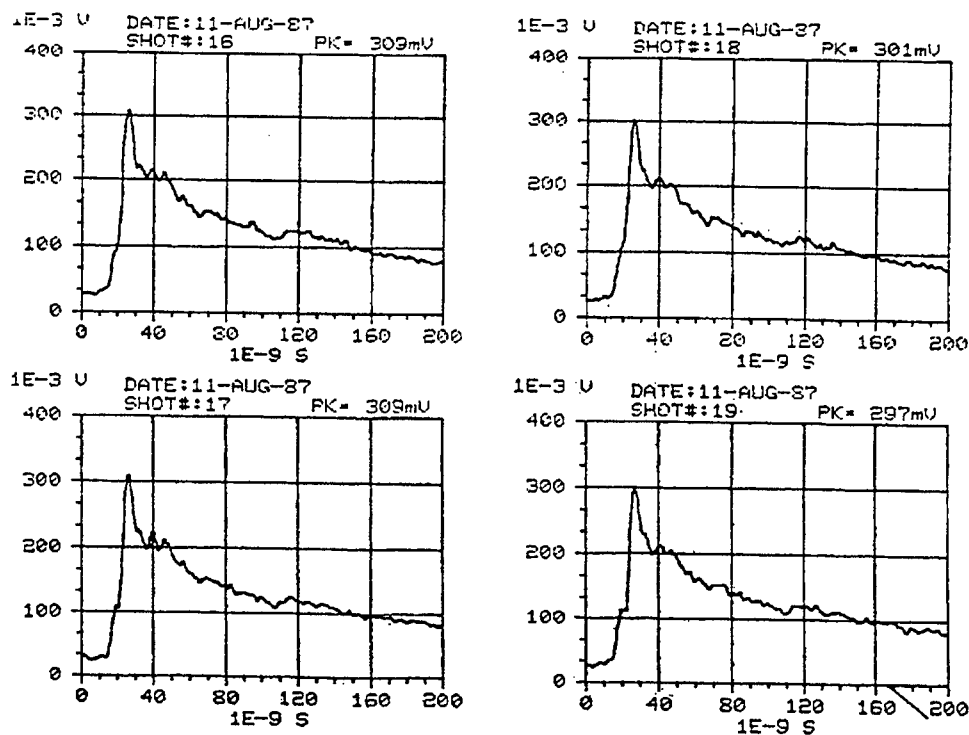 1E-3 V
DATE:11-AUG-87
SHOT#:16 PK= 309mV
400
300
200
100
0
0 40 80 120 160 200
1E-9 S
1E-3 V
DATE:11-AUG-87
SHOT#:18 PK= 301mV
400
300
200
100
0
0 40 20 120 160 200
1E-9 S
1E-3 V
DATE:11-AUG-87
SHOT#:17 PK= 309mV
400
300
200
100
0
0 40 80 120 160 200
1E-9 S
1E-3 V
DATE:11-AUG-87
SHOT#:19 PK= 297mV
400
300
200
100
0
0 40 80 120 160 200
1E-9 S